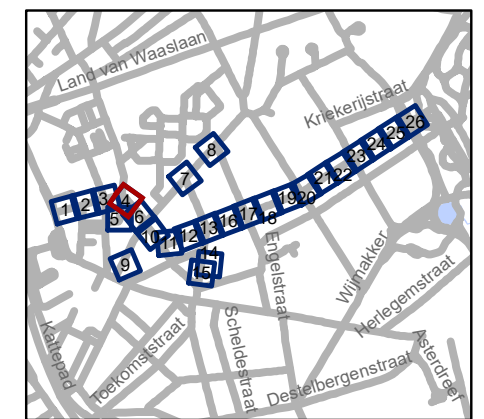 Land van Waaslaan
Kriekerijstraat
26
25
24
23
22
21
20
19
18
17
16
13
12
11
10
8
7
3
2
1
4
5
6
9
14
15
Engelstraat
Wijmakker
Herlegemstraat
Kattepad
Toekomststraat
Scheldestraat
Destelbergenstraat
Asterdreef